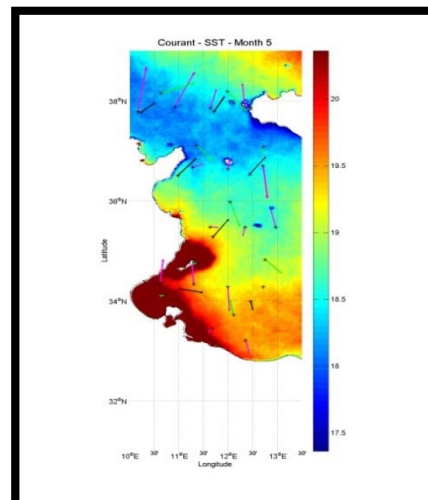 Courant - SST - Month 5
38°N
36°N
34°N
32°N
Latitude
10°E 30' 11°E 30' 12°E 30' 13°E 30'
Longitude
20
19.5
19
18.5
18
17.5